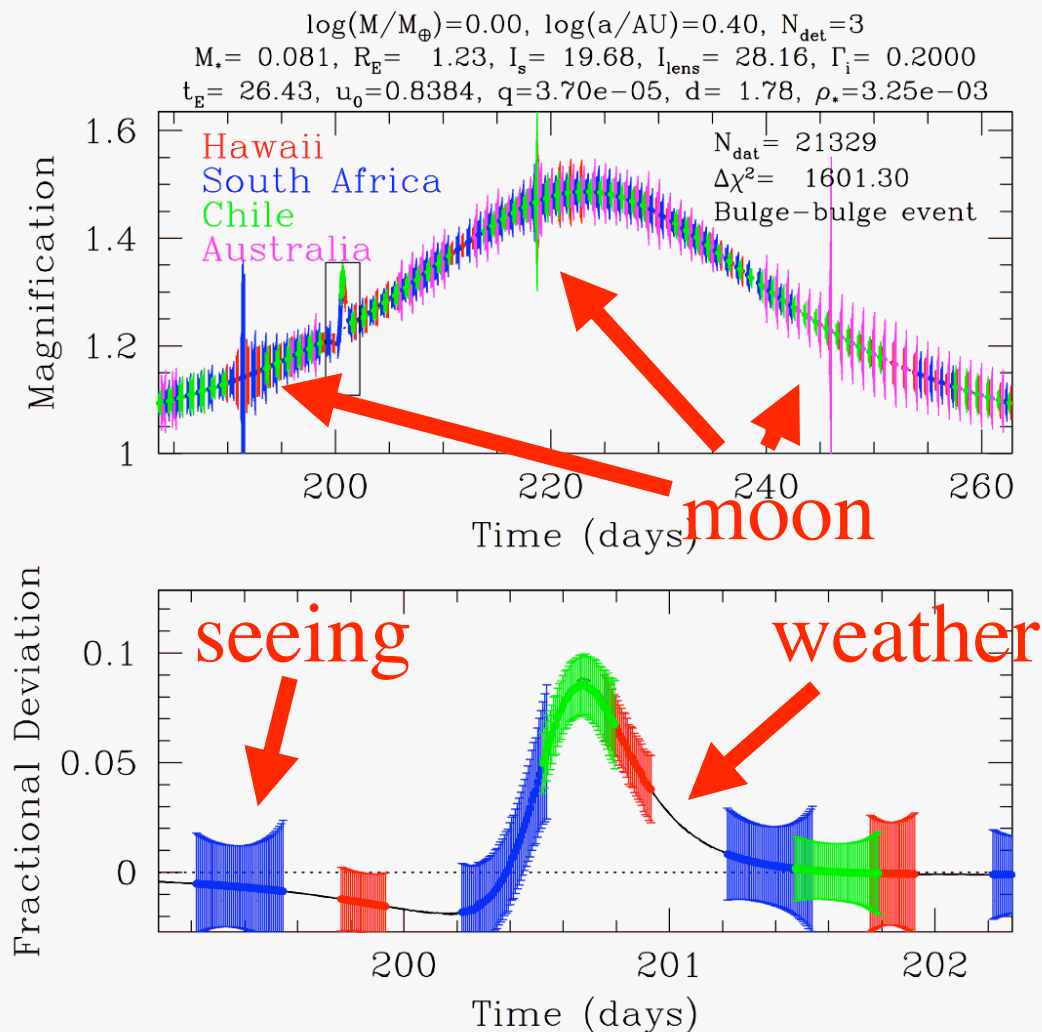 log(M/M⊕)=0.00, log(a/AU)=0.40, N_det=3
M_*= 0.081, R_E= 1.23, I_s= 19.68, I_lens= 28.16, Γ_i= 0.2000
t_E= 26.43, u_0=0.8384, q=3.70e-05, d= 1.78, ρ_*=3.25e-03
1.6
Hawaii
South Africa
Chile
Australia
N_dat= 21329
Δχ²= 1601.30
Bulge-bulge event
1.4
1.2
1
Magnification
200
220
240
260
Time (days)
moon
seeing
weather
0.1
0.05
0
Fractional Deviation
200
201
202
Time (days)